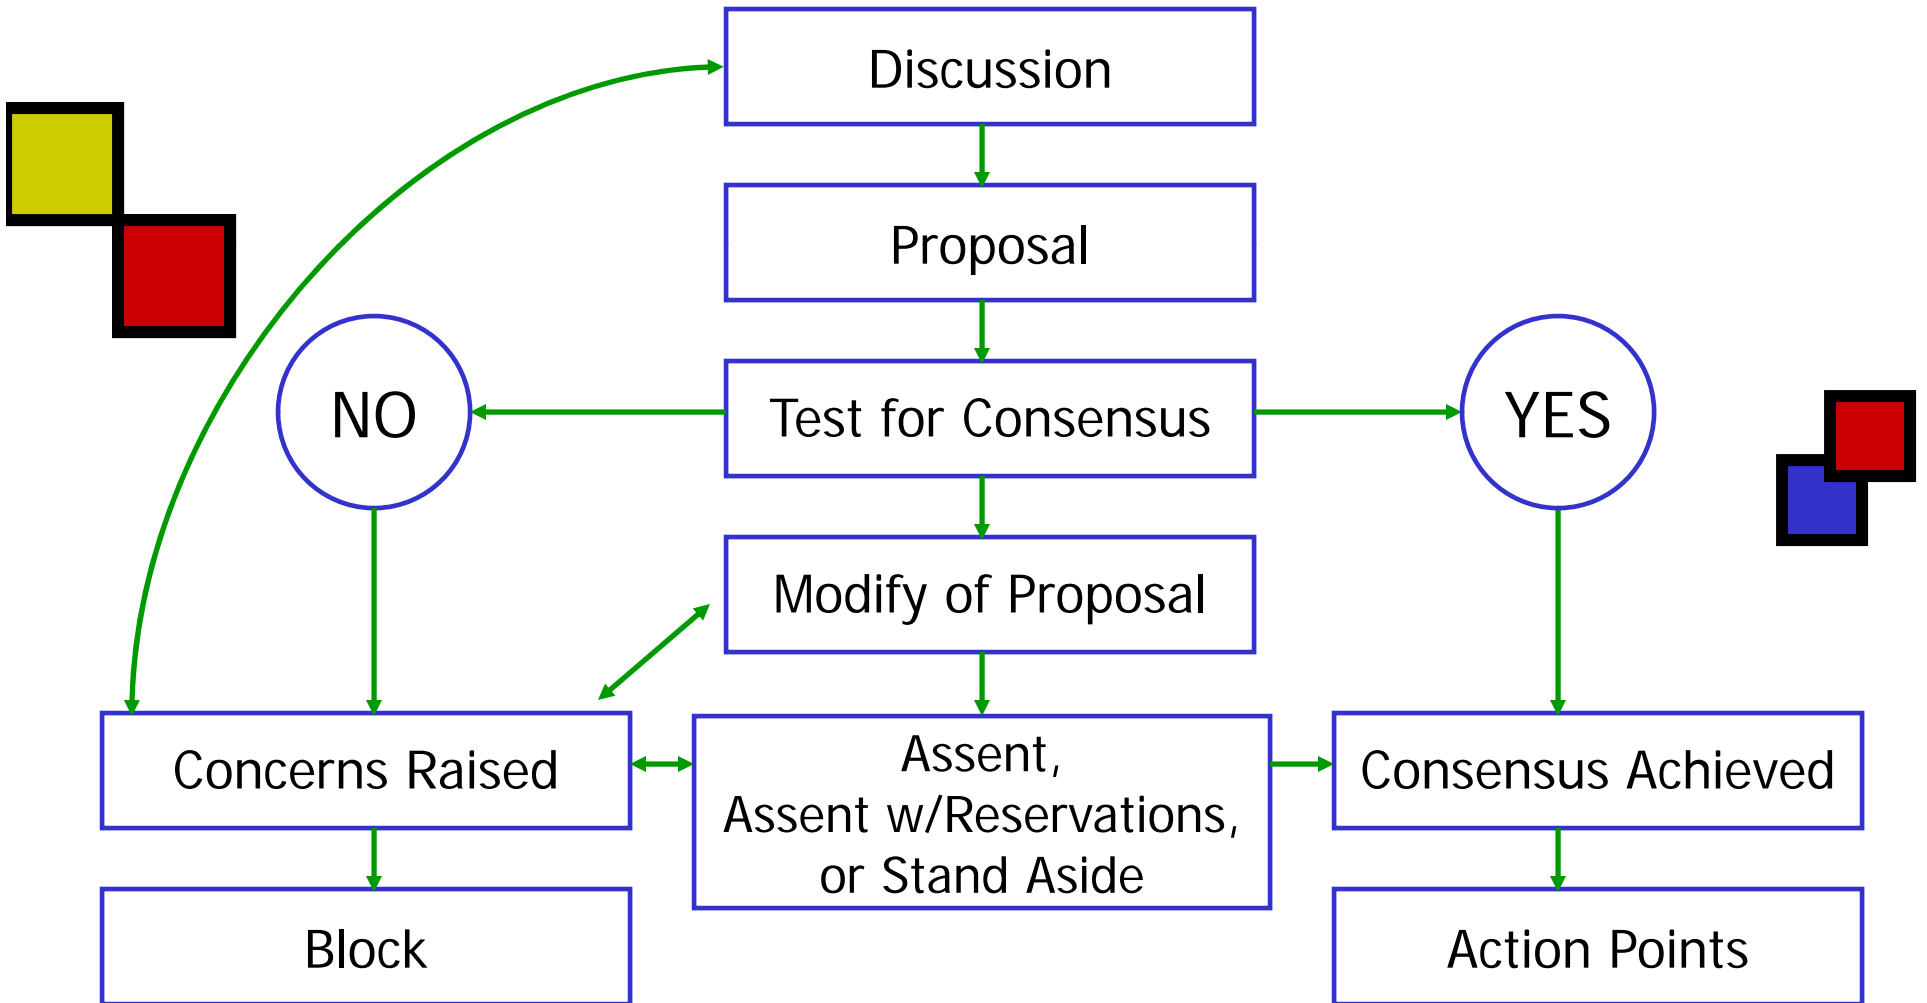 Discussion
Proposal
NO
Test for Consensus
YES
Modify of Proposal
Concerns Raised
Assent,
Assent w/Reservations,
or Stand Aside
Consensus Achieved
Block
Action Points